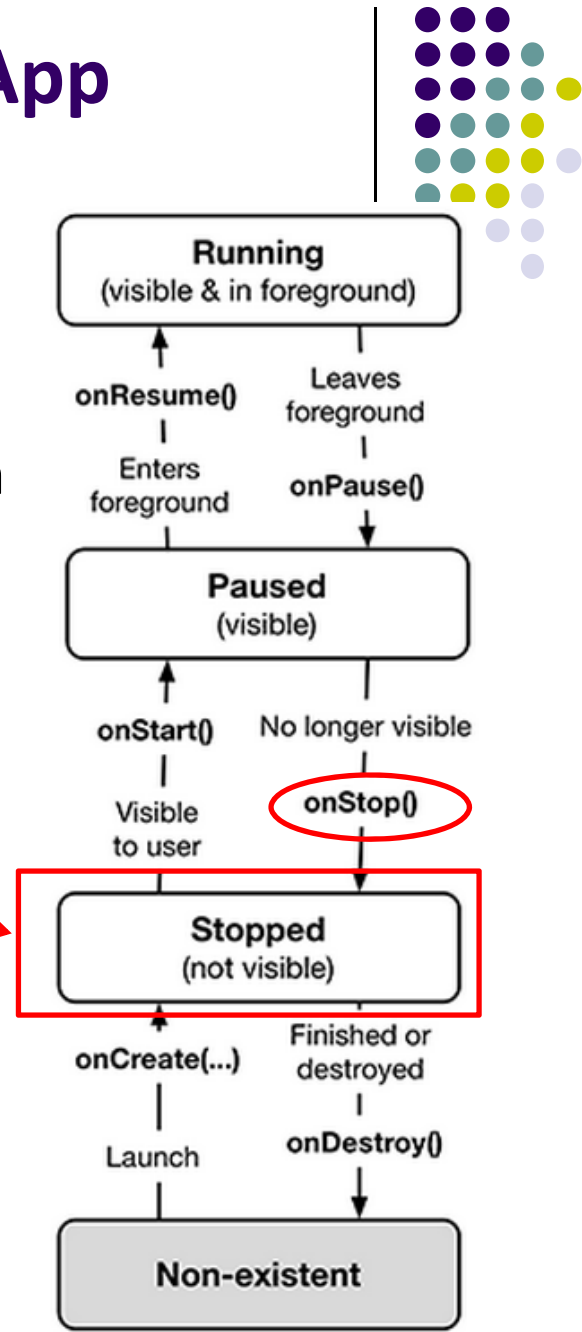 App
Running
(visible & in foreground)
onResume()
Leaves
foreground
Enters
foreground
onPause()
Paused
(visible)
onStart()
No longer visible
Visible
to user
onStop()
Stopped
(not visible)
onCreate(...)
Finished or
destroyed
Launch
onDestroy()
Non-existent